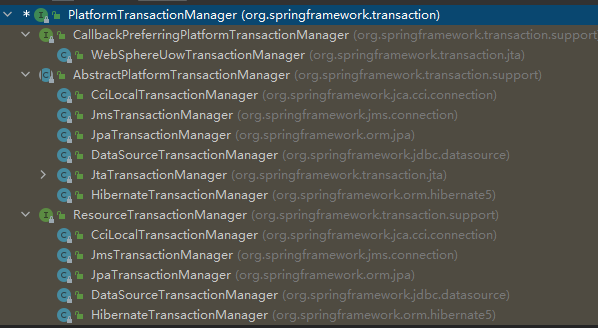 * PlatformTransactionManager (org.springframework.transaction)
CallbackPreferringPlatformTransactionManager (org.springframework.transaction.support
WebSphereUowTransactionManager (org.springframework.transaction.jta)
AbstractPlatformTransactionManager (org.springframework.transaction.support)
CciLocalTransactionManager (org.springframework.jca.cci.connection)
JmsTransactionManager (org.springframework.jms.connection)
JpaTransactionManager (org.springframework.orm.jpa)
DataSourceTransactionManager (org.springframework.jdbc.datasource)
JtaTransactionManager (org.springframework.transaction.jta)
HibernateTransactionManager (org.springframework.orm.hibernate5)
ResourceTransactionManager (org.springframework.transaction.support)
CciLocalTransactionManager (org.springframework.jca.cci.connection)
JmsTransactionManager (org.springframework.jms.connection)
JpaTransactionManager (org.springframework.orm.jpa)
DataSourceTransactionManager (org.springframework.jdbc.datasource)
HibernateTransactionManager (org.springframework.orm.hibernate5)